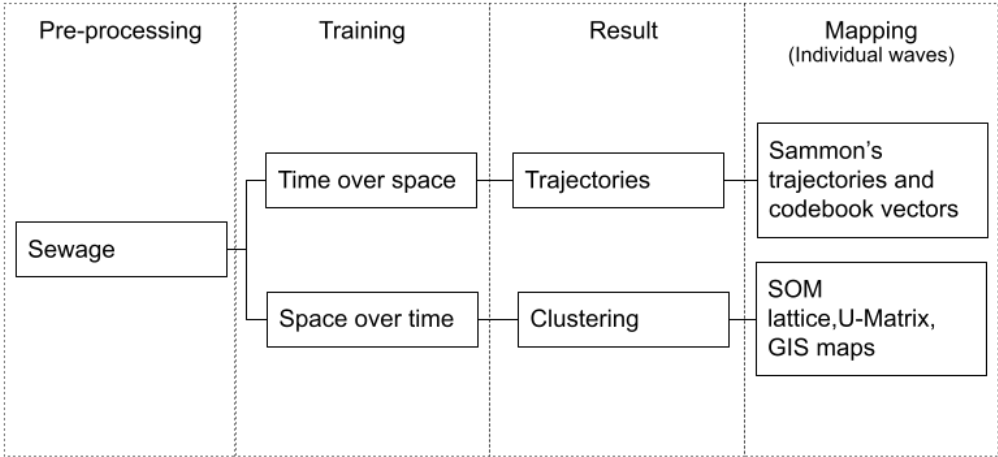 Pre-processing
Training
Result
Mapping
(Individual waves)
Sewage
Time over space
Trajectories
Sammon's
trajectories and
codebook vectors
Space over time
Clustering
SOM
lattice,U-Matrix,
GIS maps